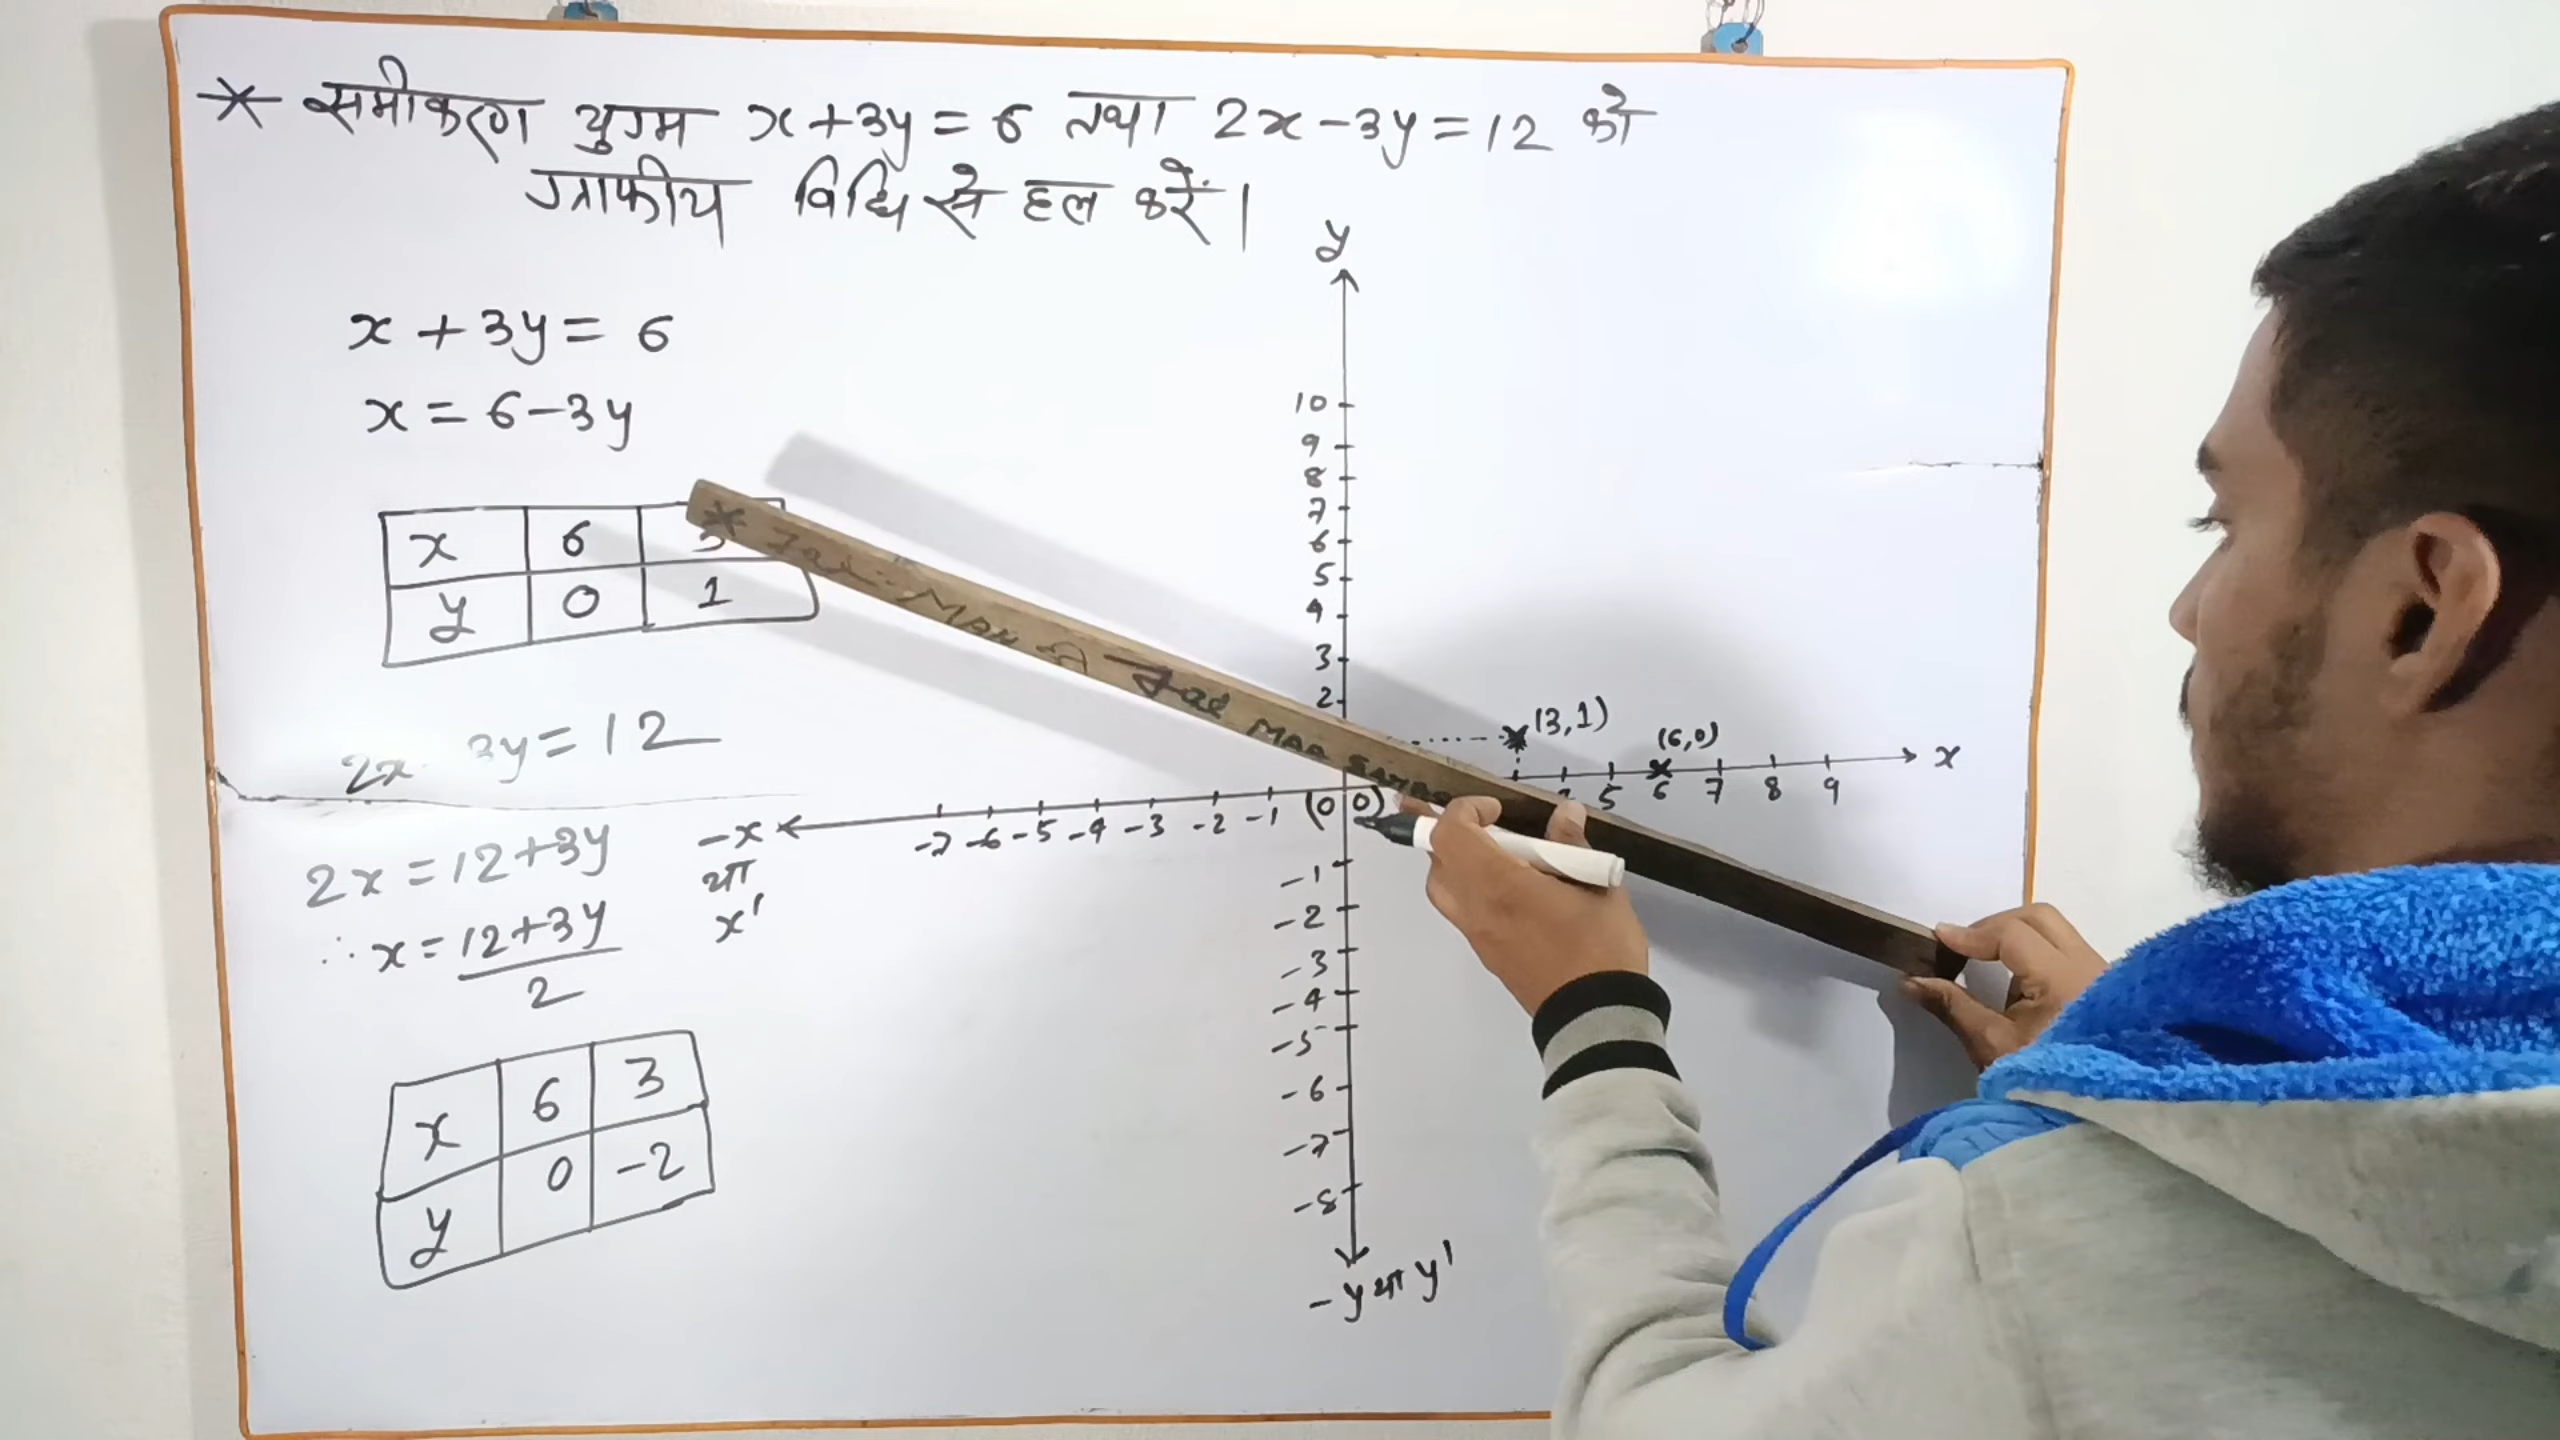 * समीकरण युग्म x+3y=6 तथा 2x-3y=12 को
ग्राफीय विधि से हल करें।
x+3y=6
x=6-3y
x 6
y 0 1
2x 3y=12
2x=12+3y
∴ x=12+3y/2
x 6 3
y 0 -2
y
10
9
8
7
6
5
4
3
2
(3,1)
(6,0)
x
5 6 7 8 9
-x
या
x'
-7 -6 -5 -4 -3 -2 -1 (0 0)
-1
-2
-3
-4
-5
-6
-7
-8
-y या y'